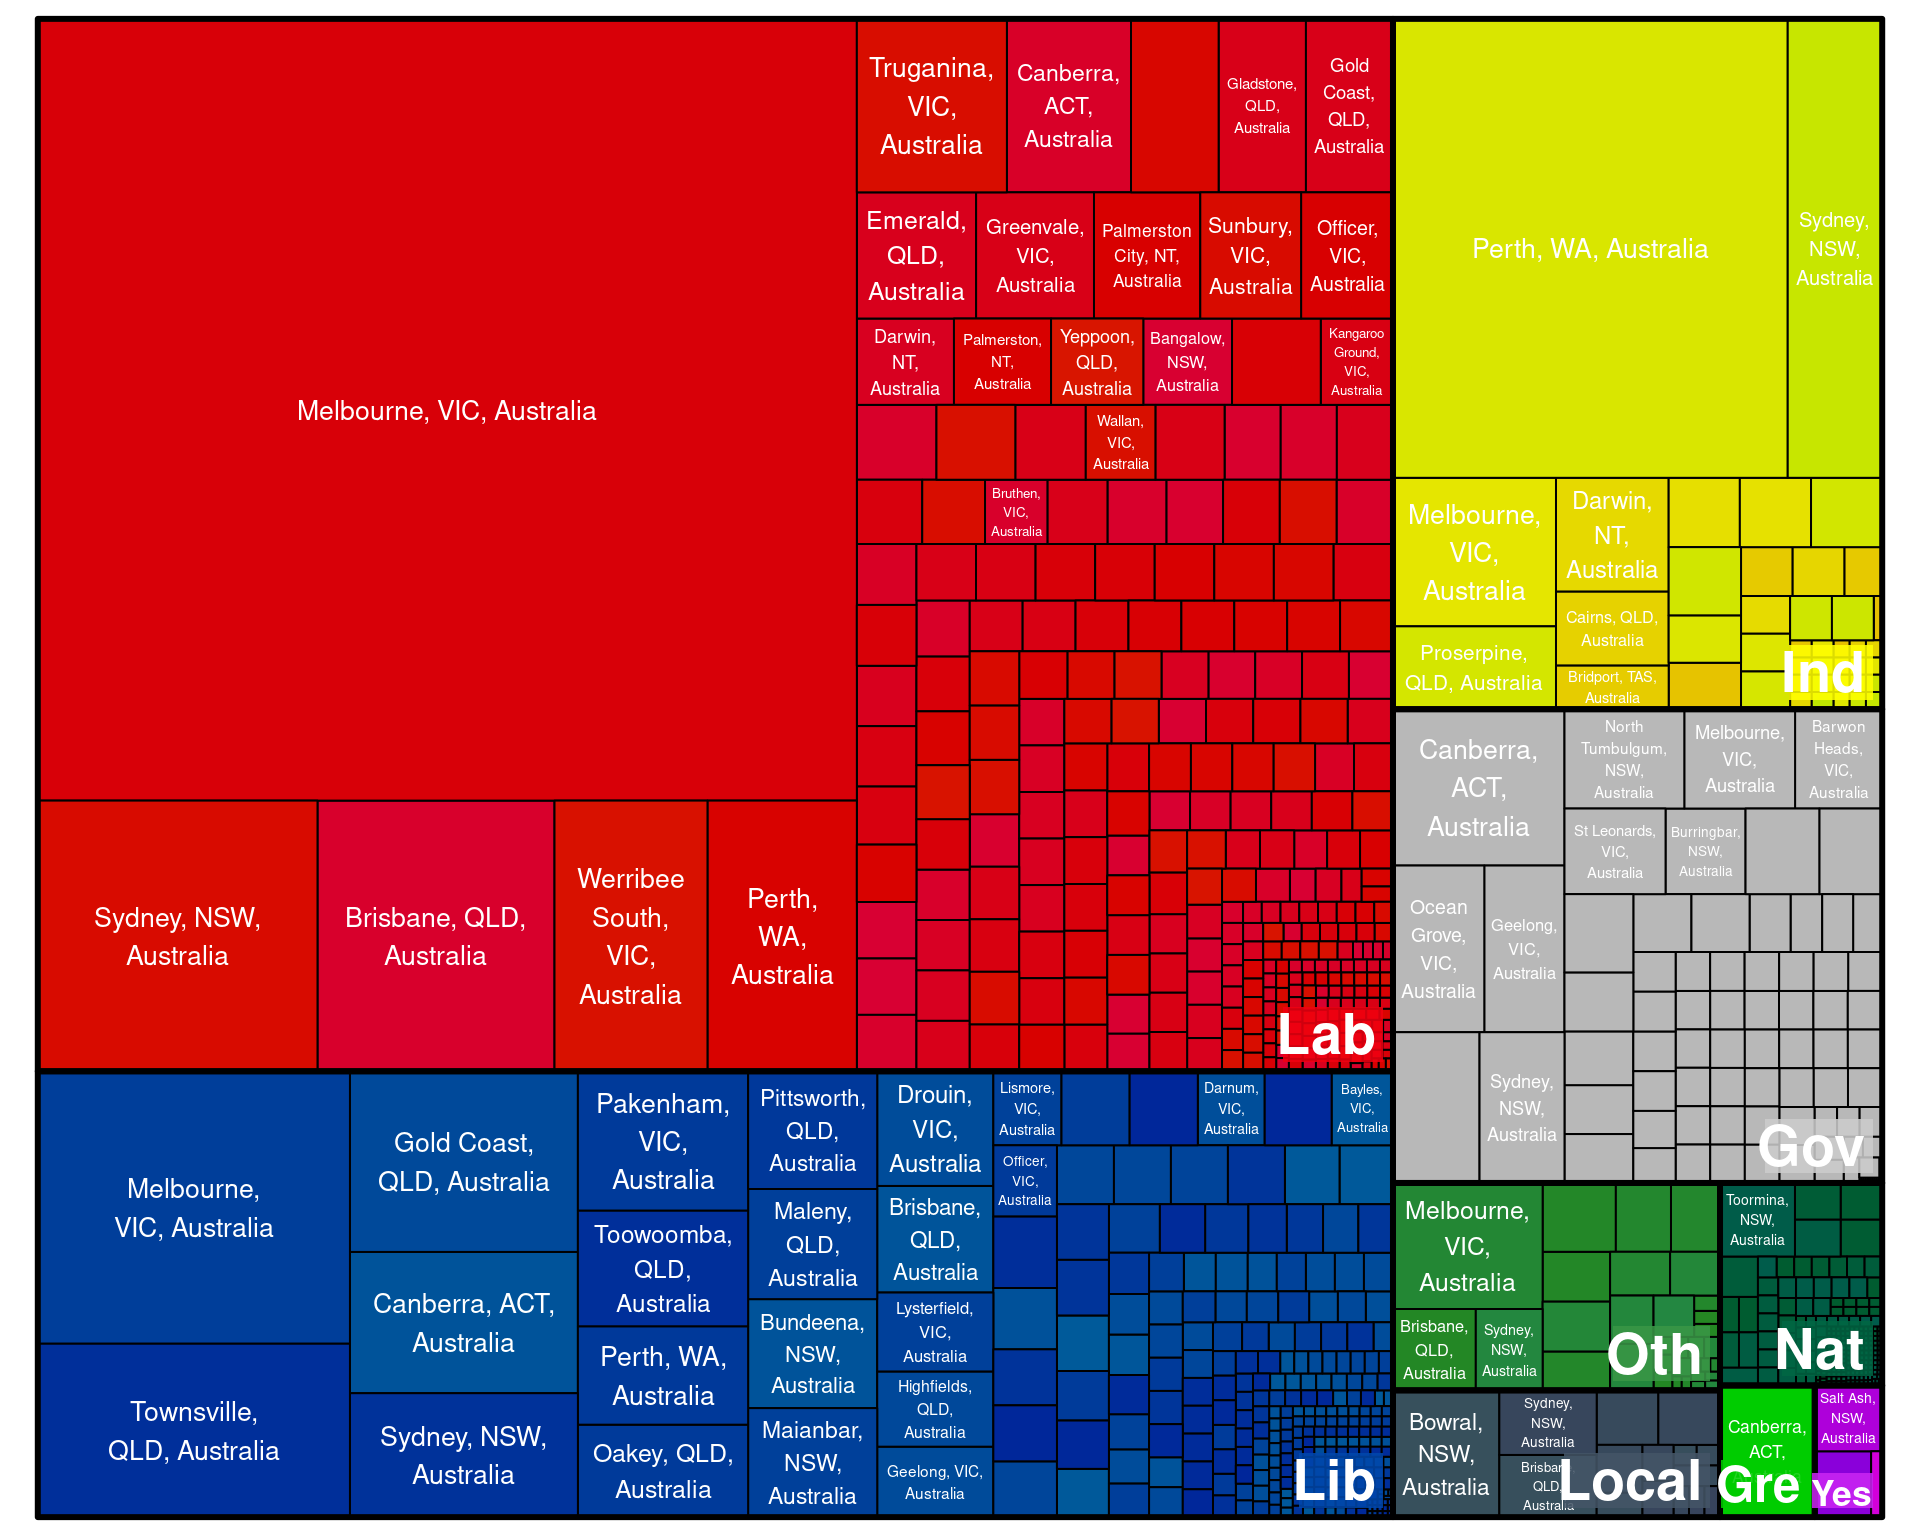 Melbourne, VIC, Australia
Sydney, NSW,
Australia
Brisbane, QLD,
Australia
Werribee
South,
VIC,
Australia
Perth,
WA,
Australia
Truganina,
VIC,
Australia
Canberra,
ACT,
Australia
Gladstone,
QLD,
Australia
Gold
Coast,
QLD,
Australia
Emerald,
QLD,
Australia
Greenvale,
VIC,
Australia
Palmerston
City, NT,
Australia
Sunbury,
VIC,
Australia
Officer,
VIC,
Australia
Darwin,
NT,
Australia
Palmerston,
NT,
Australia
Yeppoon,
QLD,
Australia
Bangalow,
NSW,
Australia
Kangaroo
Ground,
VIC,
Australia
Wallan,
VIC,
Australia
Bruthen,
VIC,
Australia
Lab
Melbourne,
VIC, Australia
Townsville,
QLD, Australia
Gold Coast,
QLD, Australia
Canberra, ACT,
Australia
Sydney, NSW,
Australia
Pakenham,
VIC,
Australia
Toowoomba,
QLD,
Australia
Perth, WA,
Australia
Oakey, QLD,
Australia
Pittsworth,
QLD,
Australia
Maleny,
QLD,
Australia
Bundeena,
NSW,
Australia
Maianbar,
NSW,
Australia
Drouin,
VIC,
Australia
Brisbane,
QLD,
Australia
Lysterfield,
VIC,
Australia
Highfields,
QLD,
Australia
Geelong, VIC,
Australia
Lismore,
VIC,
Australia
Darnum,
VIC,
Australia
Bayles,
VIC,
Australia
Officer,
VIC,
Australia
Lib
Perth, WA, Australia
Sydney,
NSW,
Australia
Melbourne,
VIC,
Australia
Proserpine,
QLD, Australia
Darwin,
NT,
Australia
Cairns, QLD,
Australia
Bridport, TAS,
Australia
Ind
Canberra,
ACT,
Australia
North
Tumbulgum,
NSW,
Australia
Melbourne,
VIC,
Australia
Barwon
Heads,
VIC,
Australia
St Leonards,
VIC,
Australia
Burringbar,
NSW,
Australia
Ocean
Grove,
VIC,
Australia
Geelong,
VIC,
Australia
Sydney,
NSW,
Australia
Gov
Melbourne,
VIC,
Australia
Brisbane,
QLD,
Australia
Sydney,
NSW,
Australia
Oth
Toormina,
NSW,
Australia
Nat
Bowral,
NSW,
Australia
Sydney,
NSW,
Australia
QLD,
Local
Canberra,
ACT,
Gre
Salt Ash,
NSW,
Australia
Yes